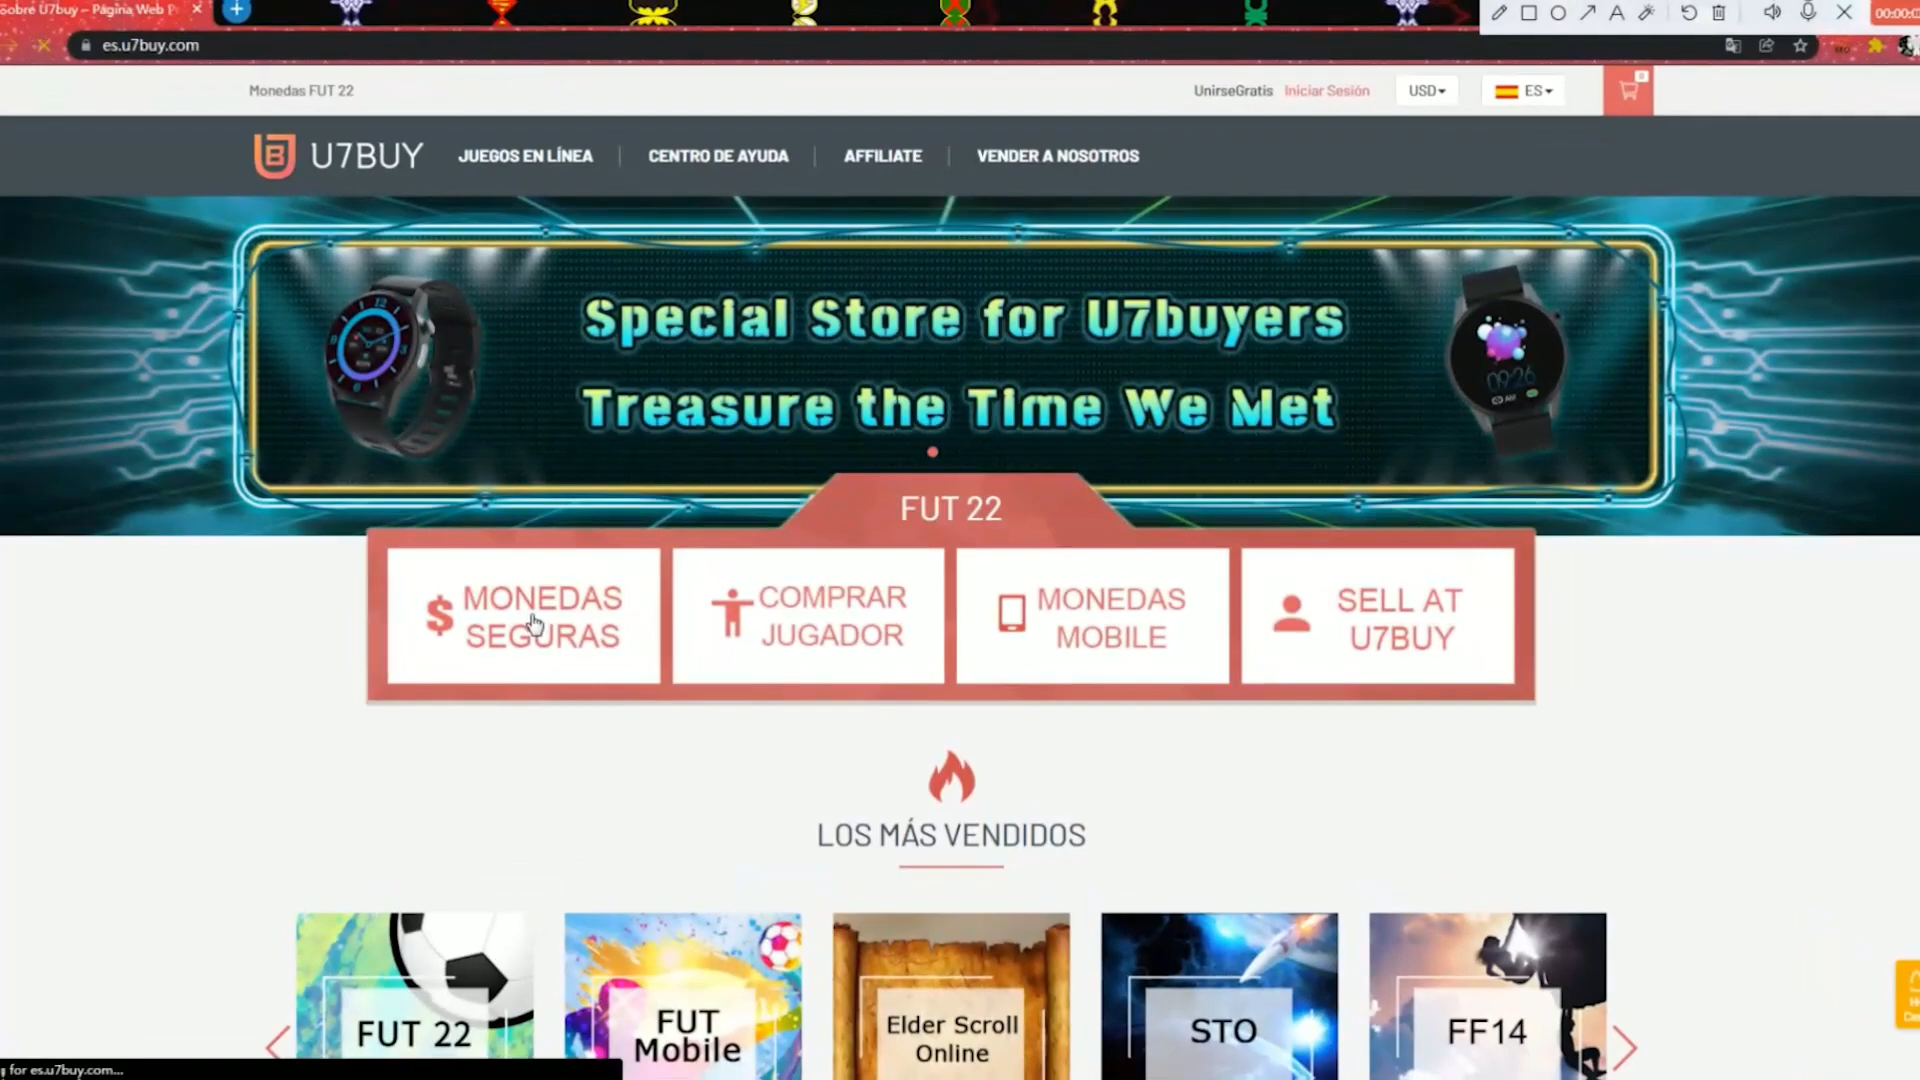 Sobre U7buy – Página Web P
es.u7buy.com
Monedas FUT 22
UnirseGratis Iniciar Sesión USD ES 0
U7BUY JUEGOS EN LÍNEA CENTRO DE AYUDA AFFILIATE VENDER A NOSOTROS
Special Store for U7buyers
Treasure the Time We Met
09:26
FUT 22
MONEDAS
SEGURAS
COMPRAR
JUGADOR
MONEDAS
MOBILE
SELL AT
U7BUY
LOS MÁS VENDIDOS
FUT 22
FUT
Mobile
Elder Scroll
Online
STO
FF14
for es.u7buy.com...